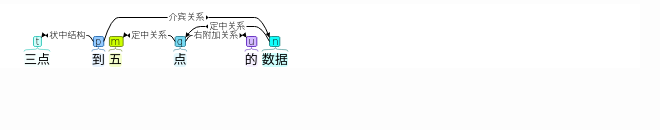 介宾关系
定中关系
状中结构 定中关系 右附加关系
t p m q u n
三点 到 五 点 的 数据